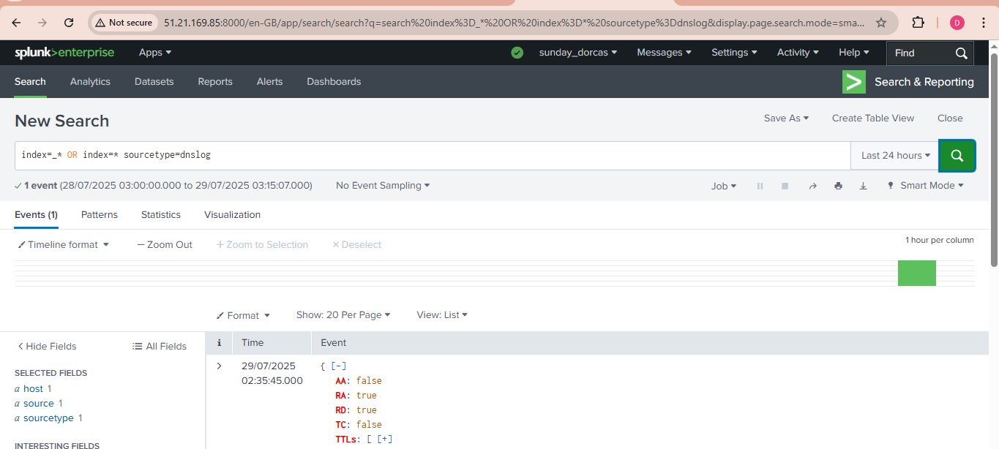 Not secure 51.21.169.85:8000/en-GB/app/search/search?q=search%20index%3D_*%20OR%20index%3D*%20sourcetype%3Ddnslog&display.page.search.mode=sma... D
splunk>enterprise Apps sunday_dorcas Messages Settings Activity Help Find
Search Analytics Datasets Reports Alerts Dashboards > Search & Reporting
New Search Save As Create Table View Close
index=_* OR index=* sourcetype=dnslog Last 24 hours
1 event (28/07/2025 03:00:00.000 to 29/07/2025 03:15:07.000) No Event Sampling Job Smart Mode
Events (1) Patterns Statistics Visualization
Timeline format — Zoom Out + Zoom to Selection × Deselect
1 hour per column
Format Show: 20 Per Page View: List
< Hide Fields All Fields i Time Event
SELECTED FIELDS
a host 1
a source 1
a sourcetype 1
INTERESTING FIELDS
> 29/07/2025 { [-]
02:35:45.000 AA: false
RA: true
RD: true
TC: false
TTLs: [ [+]